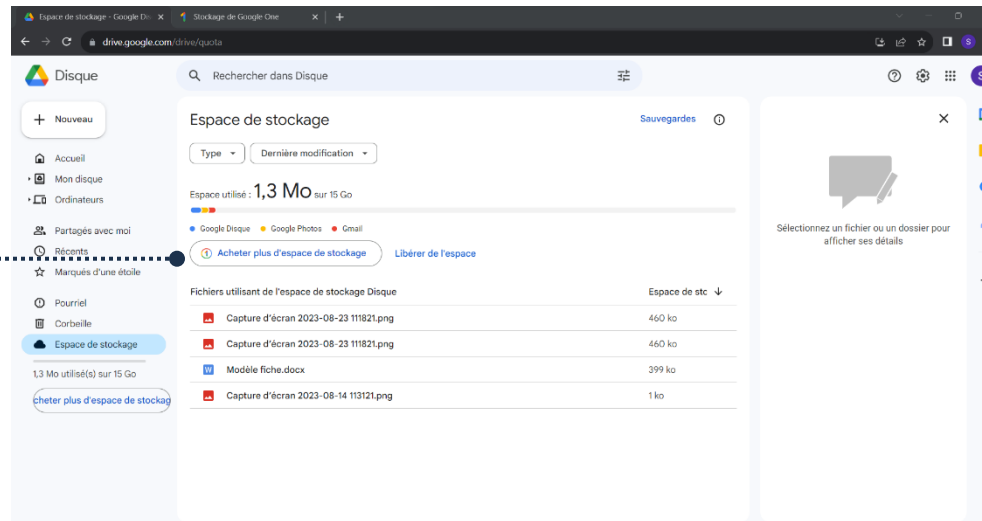 Espace de stockage - Google Dis
Stockage de Google One
drive.google.com/drive/quota
S
Disque
Rechercher dans Disque
Nouveau
Espace de stockage
Sauvegardes
Type
Dernière modification
Accueil
Mon disque
Ordinateurs
Espace utilisé : 1,3 Mo sur 15 Go
Google Disque
Google Photos
Gmail
Partagés avec moi
Récents
Marqués d'une étoile
Acheter plus d'espace de stockage
Libérer de l'espace
Sélectionnez un fichier ou un dossier pour
afficher ses détails
Fichiers utilisant de l'espace de stockage Disque
Espace de stc
Pourriel
Corbeille
Espace de stockage
1,3 Mo utilisé(s) sur 15 Go
cheter plus d'espace de stockag
Capture d'écran 2023-08-23 111821.png
460 ko
Capture d'écran 2023-08-23 111821.png
460 ko
W
Modèle fiche.docx
399 ko
Capture d'écran 2023-08-14 113121.png
1 ko